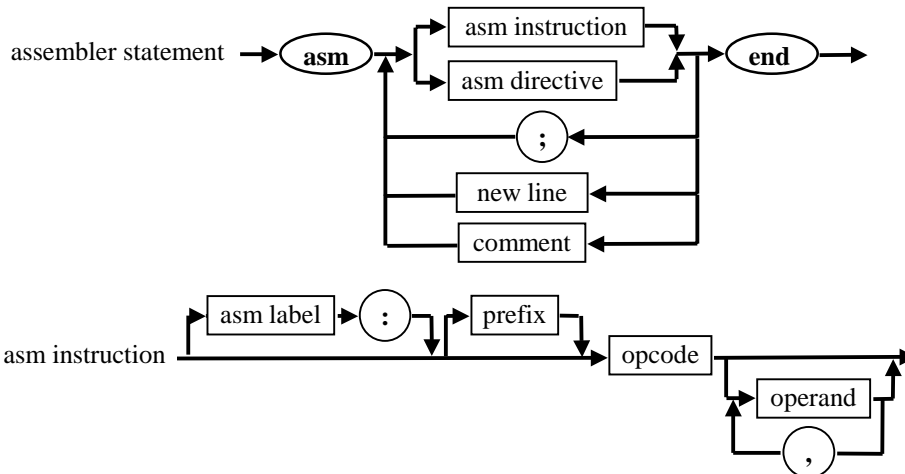 asm instruction
assembler statement asm end
asm directive
;
new line
comment
asm label : prefix
asm instruction opcode
operand
,